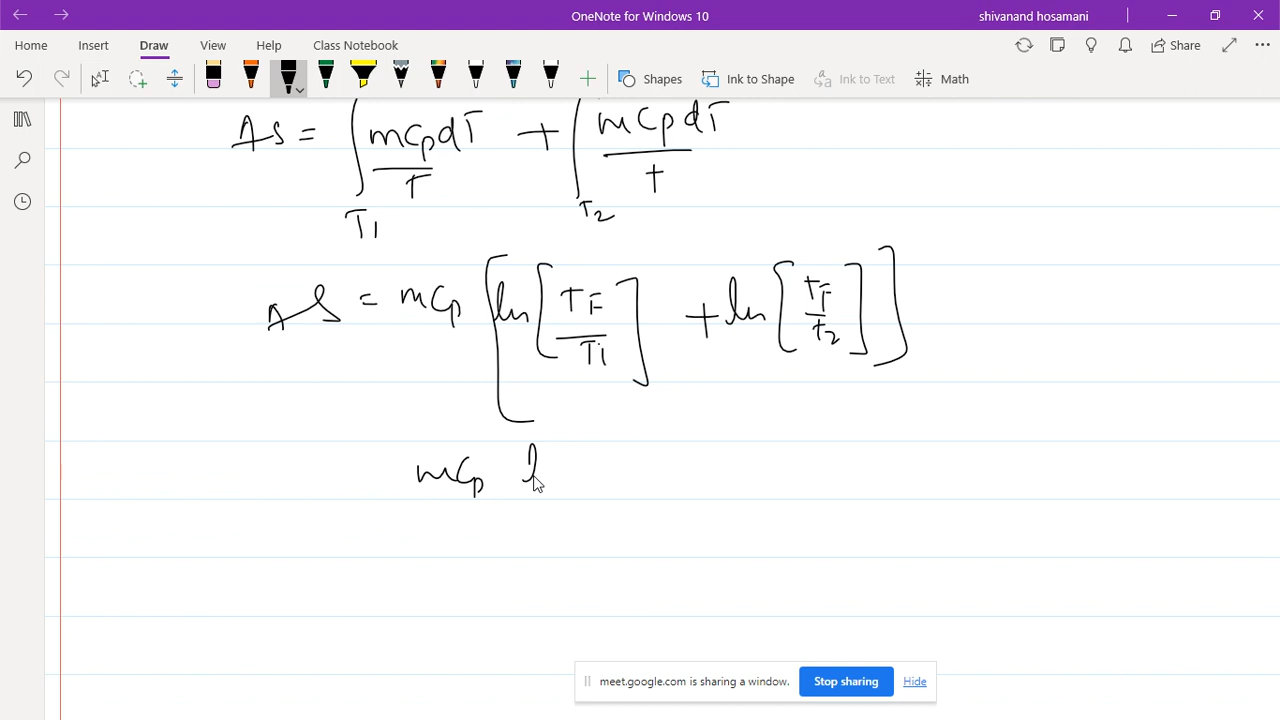 OneNote for Windows 10
shivanand hosamani
Home Insert Draw View Help Class Notebook
Share
Shapes Ink to Shape Ink to Text Math
Δs = ∫ mCpdT/T + ∫ mCpdT/t
T1 T2
Δs = mCp [ln[tF/T1] + ln[tF/t2]]
mCp l
meet.google.com is sharing a window. Stop sharing Hide